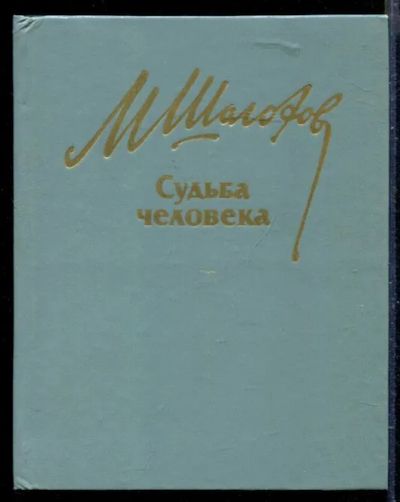 М Шолохов
Судьба
человека